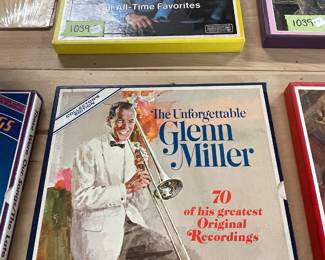 All-Time Favorites
1039
1039
The Unforgettable
Glenn
Miller
70
of his greatest
Original
Recordings